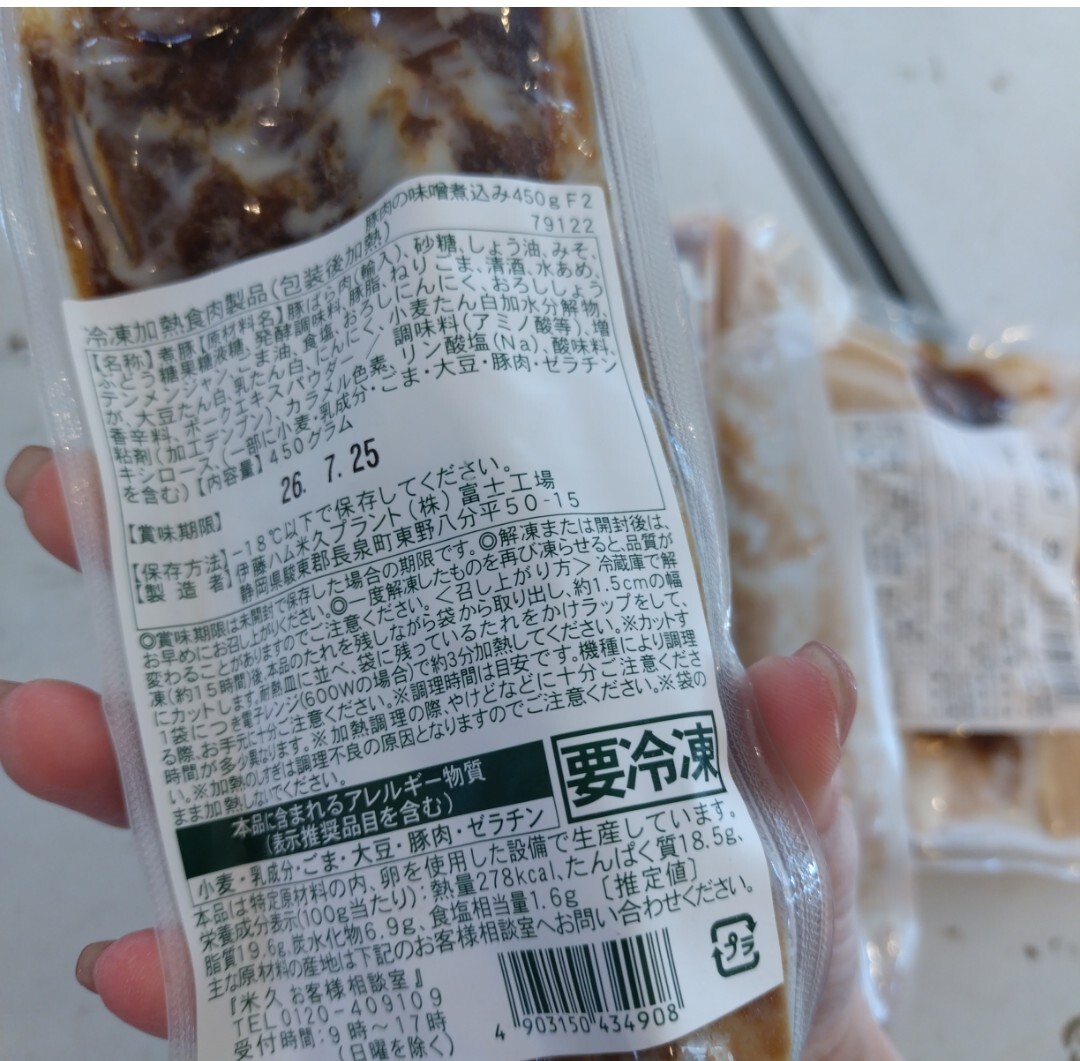 豚肉の味噌煮込み450g F2
79122
冷凍加熱食肉製品(包装後加熱)
【名称】煮豚【原材料名】豚ばら肉(輸入)、砂糖、しょう油、みそ、
ぶどう糖果糖液糖、発酵調味料、豚脂、ねりごま、清酒、水あめ、
テンメンジャン、ごま油、食塩、おろしにんにく、おろししょう
が、大豆たん白、乳たん白、にんにく、小麦たん白加水分解物、
香辛料、ポークエキスパウダー/調味料(アミノ酸等)、増
粘剤(加工デンプン)、カラメル色素、リン酸塩(Na)、酸味料、
キシロース、(一部に小麦・乳成分・ごま・大豆・豚肉・ゼラチン
を含む)【内容量】450グラム
【賞味期限】 26. 7.25
【保存方法】-18℃以下で保存してください。
【製造者】伊藤ハム米久プラント(株)富士工場
静岡県駿東郡長泉町東野八分平50-15
◎賞味期限は未開封で保存した場合の期限です。◎解凍または開封後は、
お早めにお召し上がりください。◎一度解凍したものを再び凍らせると、品質が
変わることがありますのでご注意ください。<召し上がり方>冷蔵庫で解
凍(約15時間)後、本品のたれを残しながら袋から取り出し、約1.5cmの幅
にカットします。耐熱皿に並べ、袋に残っているたれをかけラップをして、
1袋につき電子レンジ(600Wの場合)で約3分加熱してください。※カットす
る際、お手元に十分ご注意ください。※調理時間は目安です。機種により調理
時間が多少異なります。※加熱調理の際、やけどなどに十分ご注意くださ
い。※加熱のしすぎは調理不良の原因となりますのでご注意ください。※袋の
まま加熱しないでください。
要冷凍
本品に含まれるアレルギー物質
(表示推奨品目を含む)
小麦・乳成分・ごま・大豆・豚肉・ゼラチン
本品は特定原材料の内、卵を使用した設備で生産しています。
栄養成分表示(100g当たり):熱量278kcal、たんぱく質18.5g、
脂質19.6g、炭水化物6.9g、食塩相当量1.6g [推定値]
主な原材料の産地は下記のお客様相談室へお問い合わせください。
『米久 お客様相談室』
TEL0120-409109
受付時間:9時~17時
(日曜を除く)
プラ
4 903150 434908